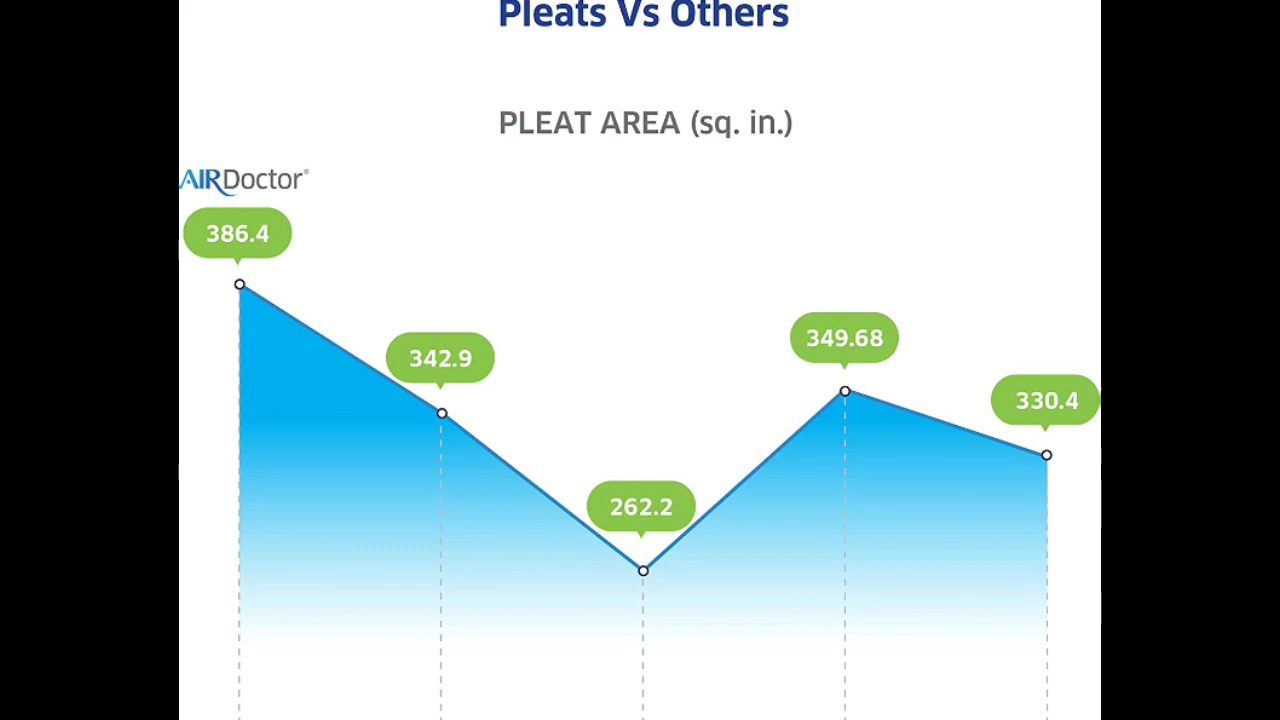 Pleats Vs Others
PLEAT AREA (sq. in.)
AIRDoctor®
386.4
342.9
262.2
349.68
330.4